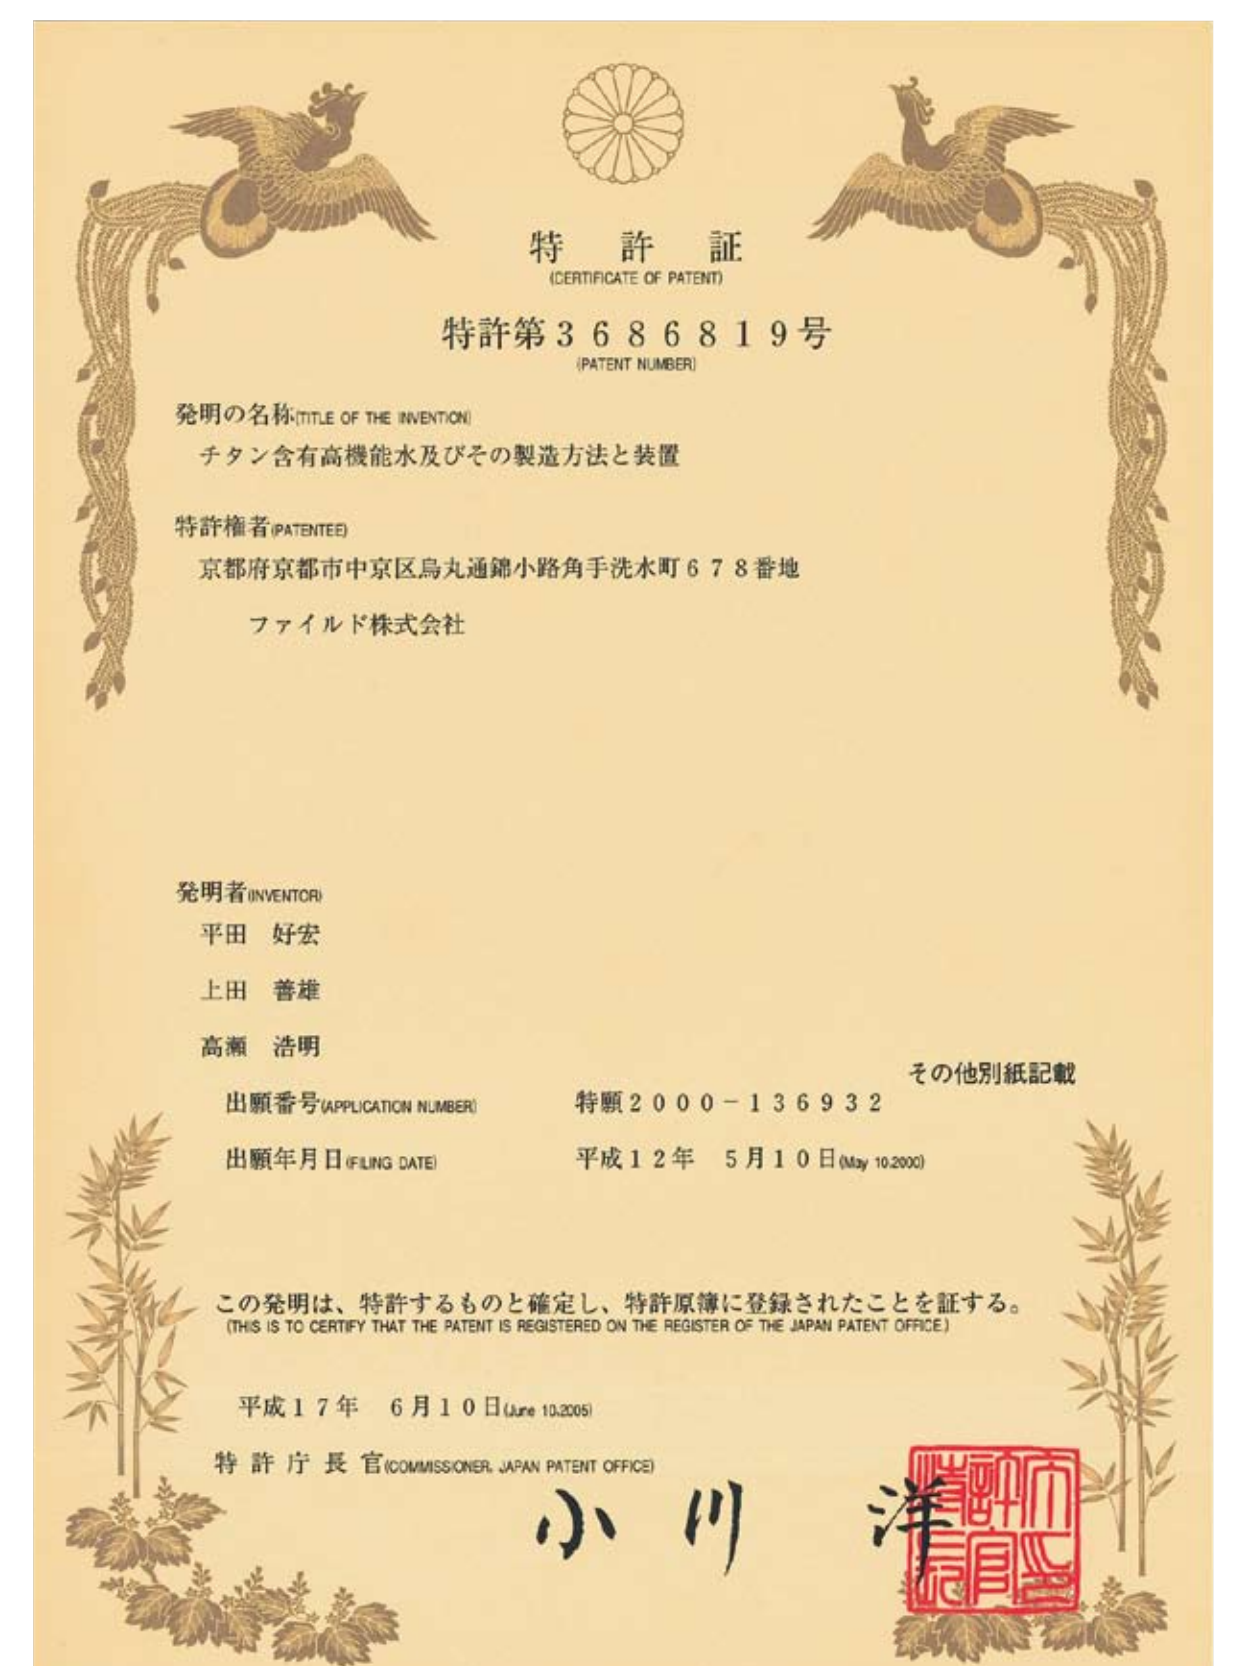 特許証
(CERTIFICATE OF PATENT)
特許第3686819号
(PATENT NUMBER)
発明の名称(TITLE OF THE INVENTION)
チタン含有高機能水及びその製造方法と装置
特許権者(PATENTEE)
京都府京都市中京区烏丸通錦小路角手洗水町678番地
ファイルド株式会社
発明者(INVENTOR)
平田 好宏
上田 善雄
高瀬 浩明
その他別紙記載
出願番号(APPLICATION NUMBER) 特願2000-136932
出願年月日(FILING DATE) 平成12年 5月10日(May 10,2000)
この発明は、特許するものと確定し、特許原簿に登録されたことを証する。
(THIS IS TO CERTIFY THAT THE PATENT IS REGISTERED ON THE REGISTER OF THE JAPAN PATENT OFFICE.)
平成17年 6月10日(June 10,2005)
特許庁長官(COMMISSIONER, JAPAN PATENT OFFICE)
小川 洋